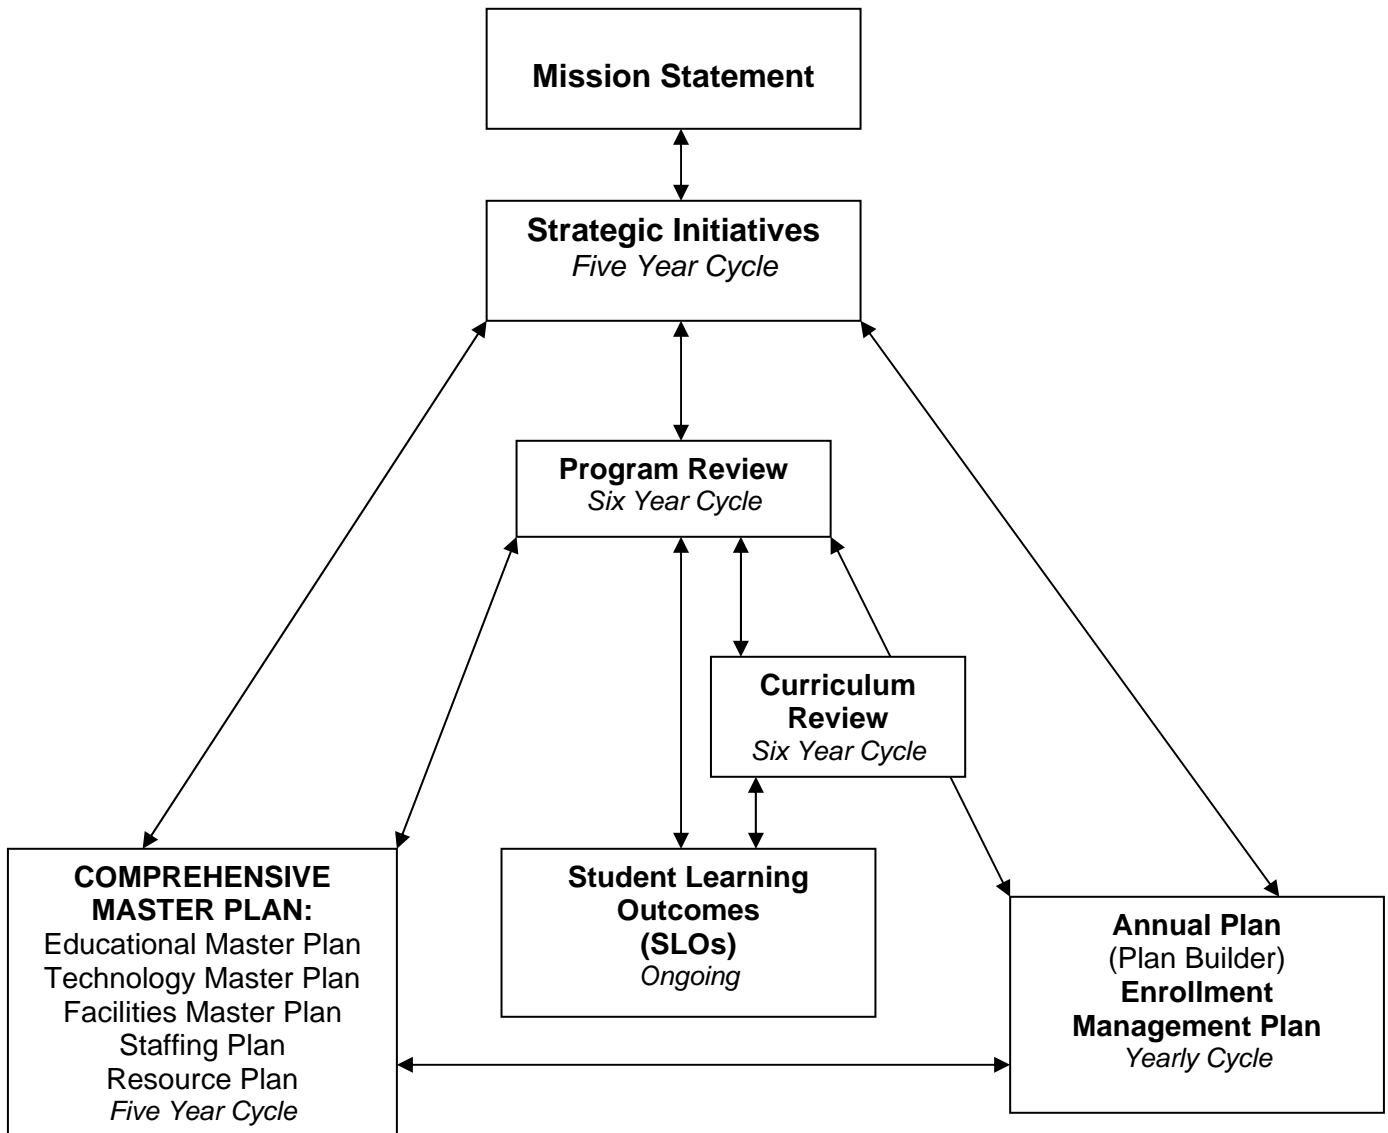 Mission Statement
Strategic Initiatives
Five Year Cycle
Program Review
Six Year Cycle
Curriculum
Review
Six Year Cycle
COMPREHENSIVE
MASTER PLAN:
Educational Master Plan
Technology Master Plan
Facilities Master Plan
Staffing Plan
Resource Plan
Five Year Cycle
Student Learning
Outcomes
(SLOs)
Ongoing
Annual Plan
(Plan Builder)
Enrollment
Management Plan
Yearly Cycle